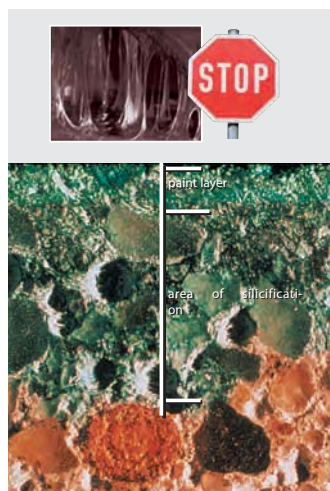 STOP
paint layer
area of silicificati-
on